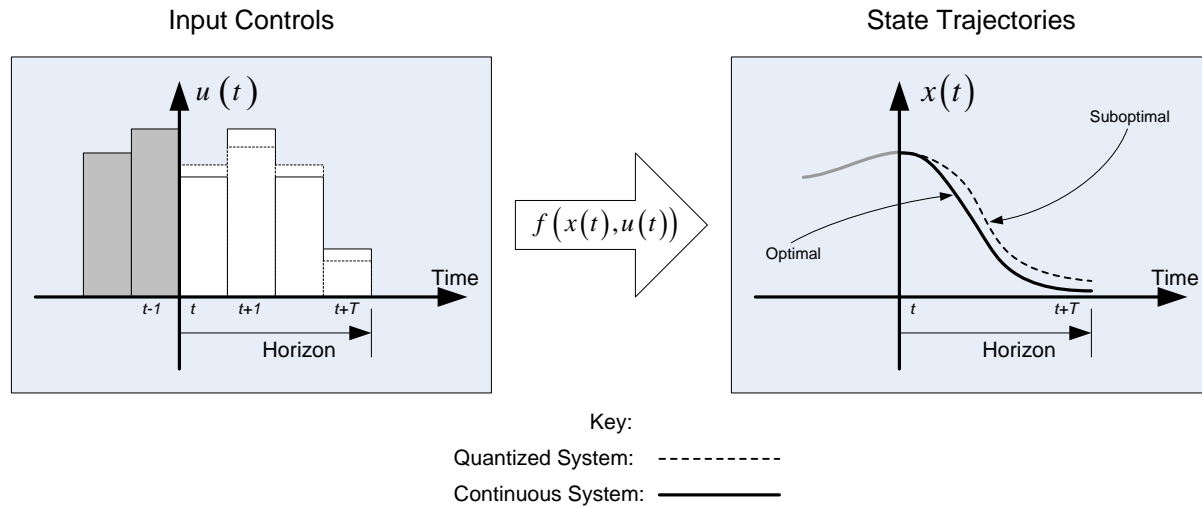 Input Controls
State Trajectories
u(t)
Time
t-1
t
t+1
t+T
Horizon
f(x(t),u(t))
x(t)
Suboptimal
Optimal
Time
t
t+T
Horizon
Key:
Quantized System:
Continuous System: